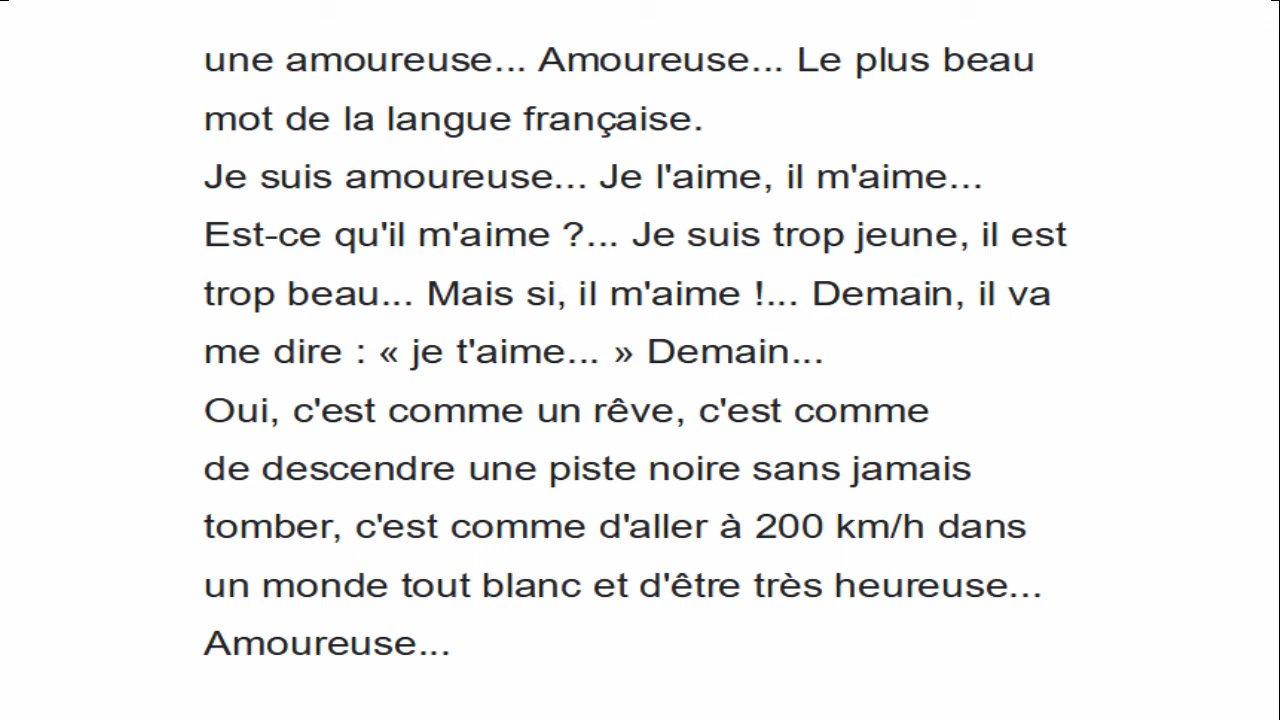 une amoureuse... Amoureuse... Le plus beau
mot de la langue française.
Je suis amoureuse... Je l'aime, il m'aime...
Est-ce qu'il m'aime ?... Je suis trop jeune, il est
trop beau... Mais si, il m'aime !... Demain, il va
me dire : « je t'aime... » Demain...
Oui, c'est comme un rêve, c'est comme
de descendre une piste noire sans jamais
tomber, c'est comme d'aller à 200 km/h dans
un monde tout blanc et d'être très heureuse...
Amoureuse...